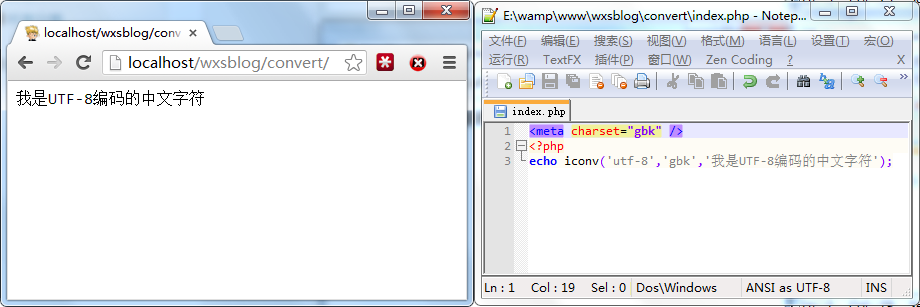 localhost/wxsblog/conv
localhost/wxsblog/convert/
我是UTF-8编码的中文字符
E:\wamp\www\wxsblog\convert\index.php - Notep...
文件(F) 编辑(E) 搜索(S) 视图(V) 格式(M) 语言(L) 设置(T) 宏(O)
运行(R) TextFX 插件(P) 窗口(W) Zen Coding ? X
index.php
1 <meta charset="gbk" />
2 <?php
3 echo iconv('utf-8','gbk','我是UTF-8编码的中文字符');
Ln : 1 Col : 19 Sel : 0 Dos\Windows ANSI as UTF-8 INS